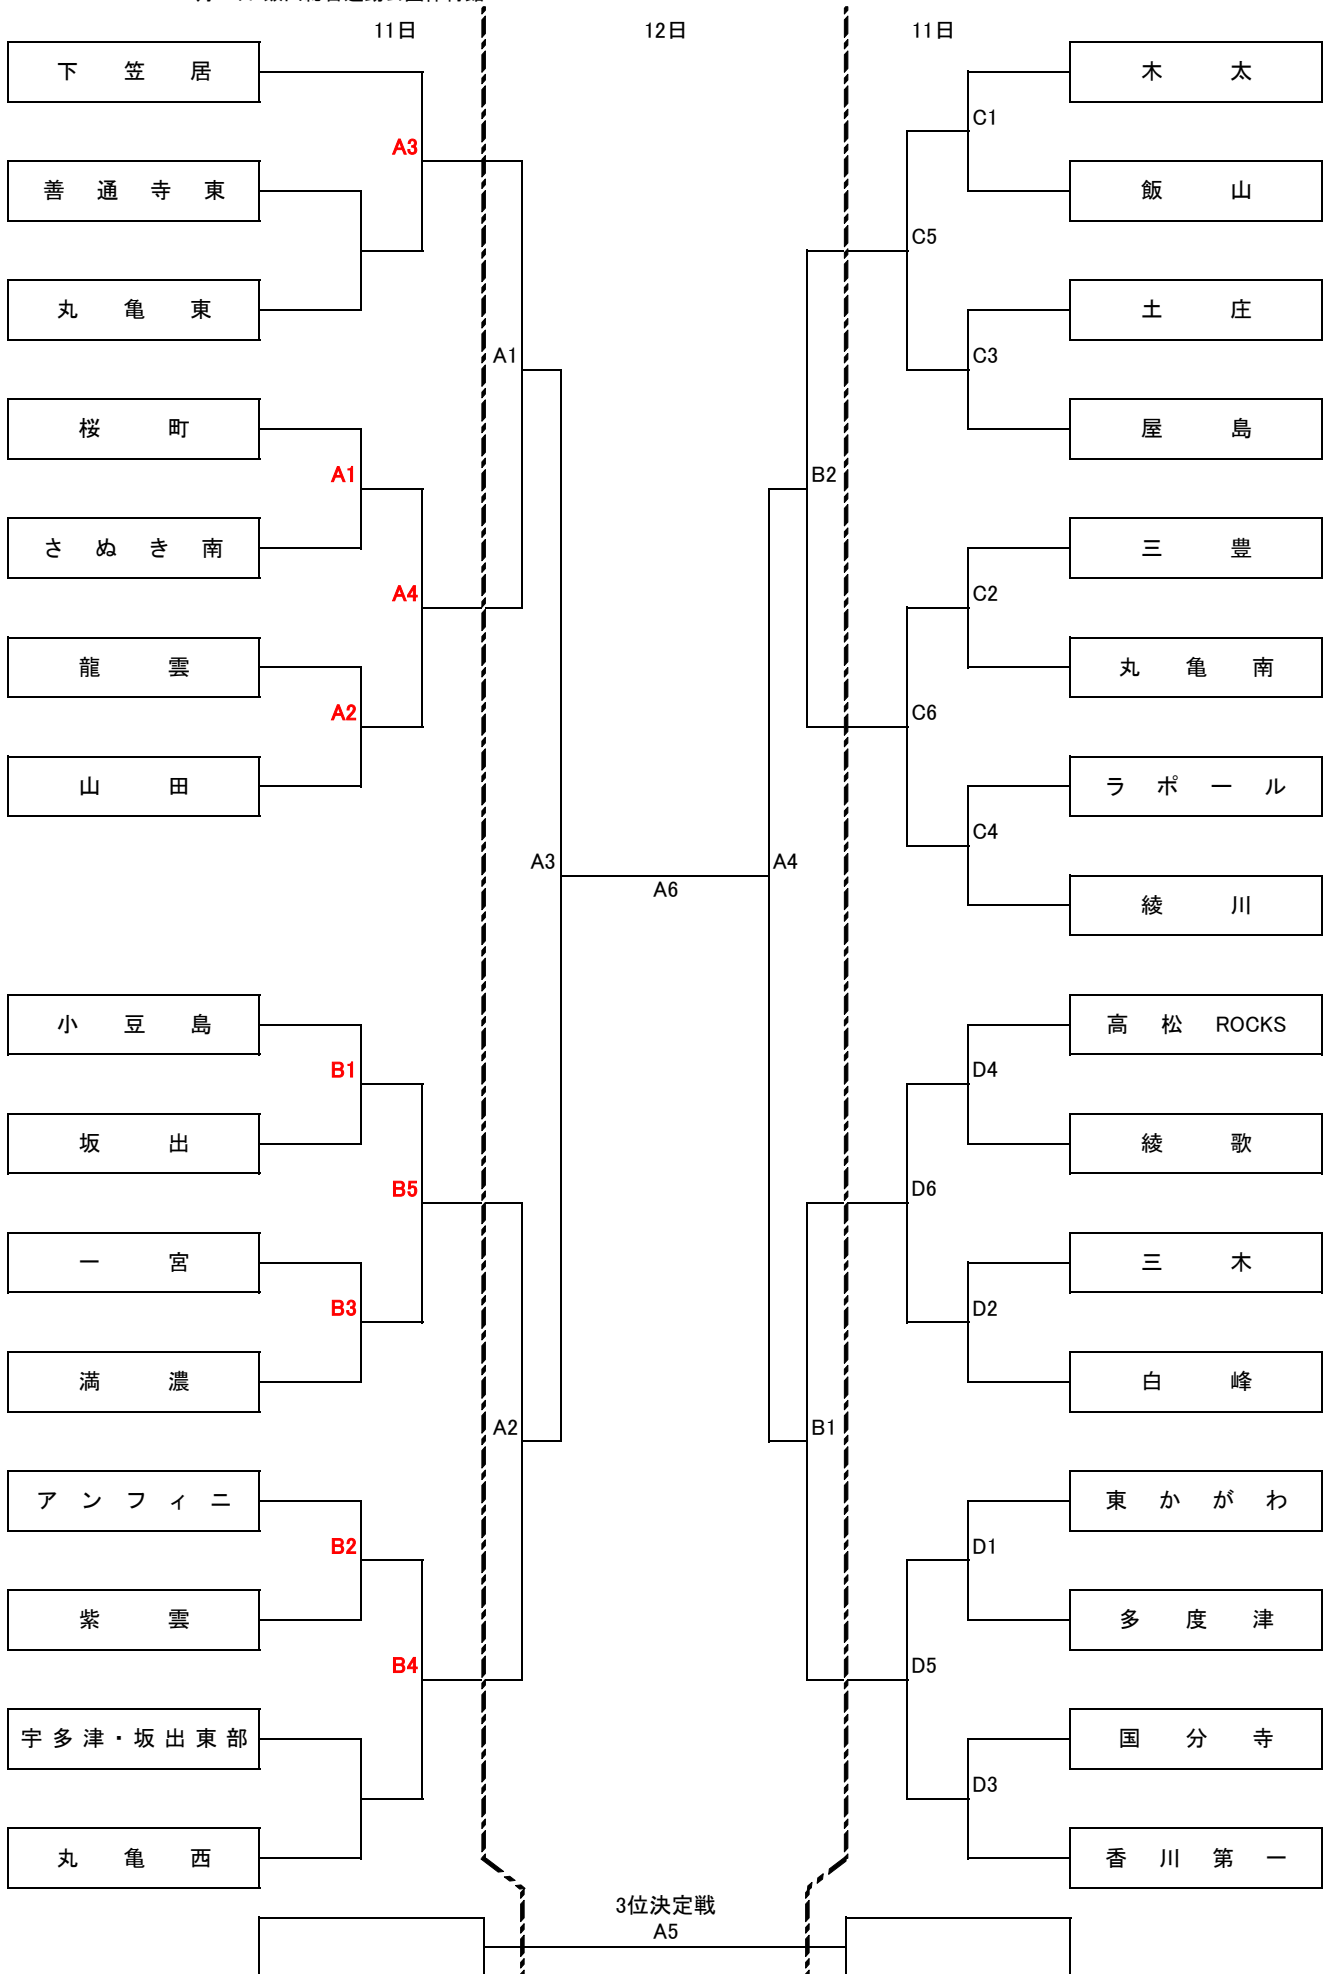 11日 12日 11日
下笠居 木太
C1
A3
善通寺東 飯山
C5
丸亀東 土庄
A1 C3
桜町 屋島
A1 B2
さぬき南 三豊
A4 C2
龍雲 丸亀南
A2 C6
山田 ラポール
C4
A3 A4
A6
綾川
小豆島 高松ROCKS
B1 D4
坂出 綾歌
B5 D6
一宮 三木
B3 D2
満濃 白峰
A2 B1
アンフィニ 東かがわ
B2 D1
紫雲 多度津
B4 D5
宇多津・坂出東部 国分寺
D3
丸亀西 香川第一
3位決定戦
A5